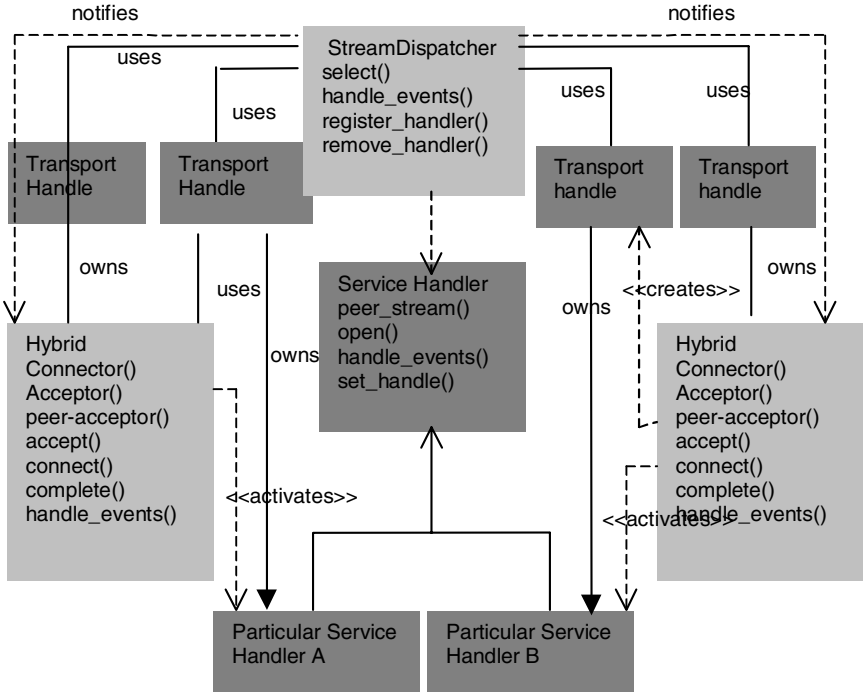 notifies
notifies
uses
StreamDispatcher
select()
handle_events()
register_handler()
remove_handler()
uses
uses
uses
Transport
Handle
Transport
Handle
Transport
handle
Transport
handle
owns
uses
owns
Service Handler
peer_stream()
open()
handle_events()
set_handle()
owns
<<creates>>
owns
Hybrid
Connector()
Acceptor()
peer-acceptor()
accept()
connect()
complete()
handle_events()
Hybrid
Connector()
Acceptor()
peer-acceptor()
accept()
connect()
complete()
handle_events()
<<activates>>
<<activates>>
Particular Service
Handler A
Particular Service
Handler B